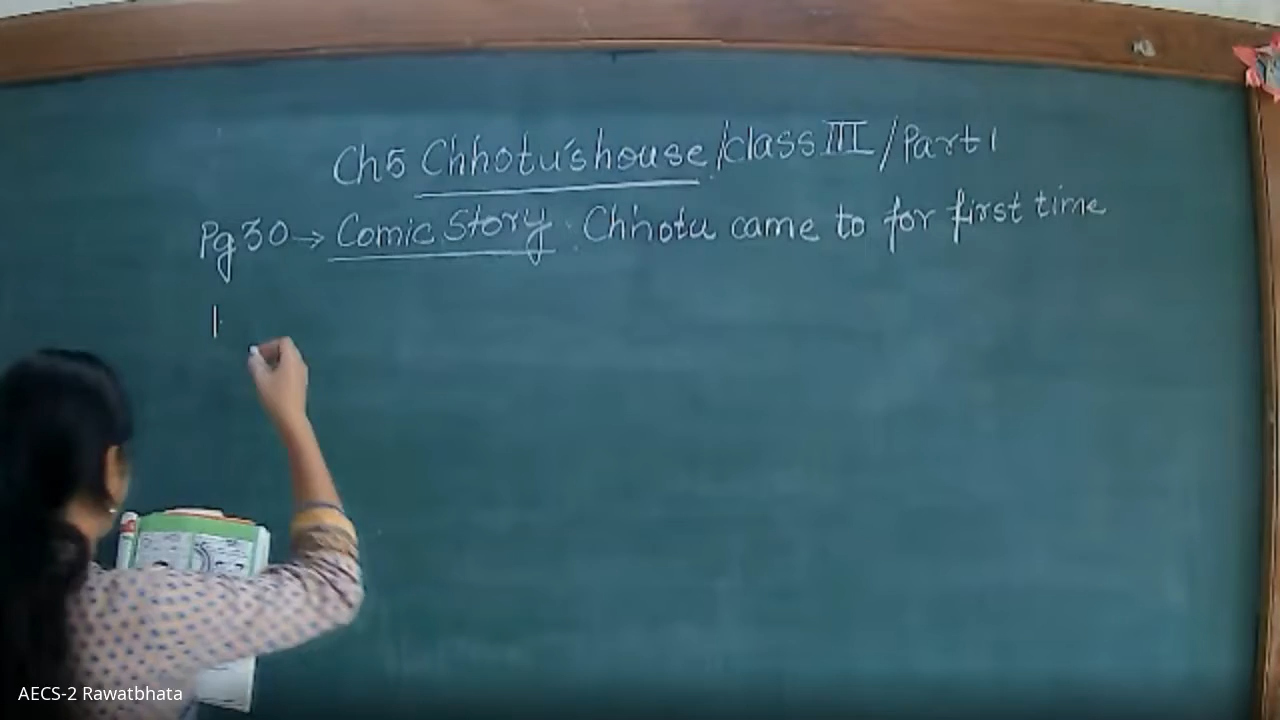 Ch5 Chhotu's house/class III/Part 1
Pg 30 → Comic Story : Chhotu came to for first time
1.
AECS-2 Rawatbhata